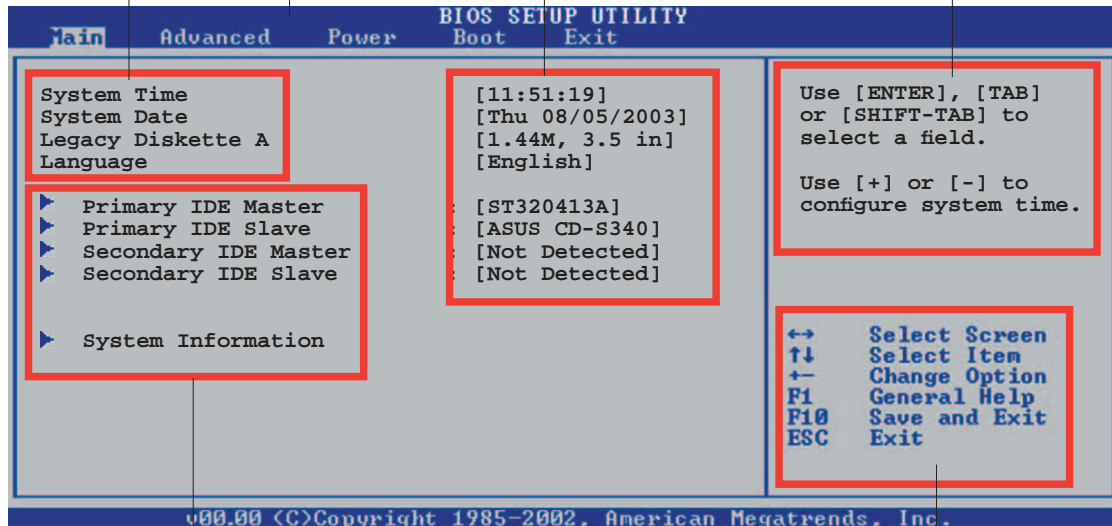 BIOS SETUP UTILITY
Main Advanced Power Boot Exit
System Time [11:51:19]
System Date [Thu 08/05/2003]
Legacy Diskette A [1.44M, 3.5 in]
Language [English]
Primary IDE Master : [ST320413A]
Primary IDE Slave : [ASUS CD-S340]
Secondary IDE Master : [Not Detected]
Secondary IDE Slave : [Not Detected]
System Information
Use [ENTER], [TAB]
or [SHIFT-TAB] to
select a field.
Use [+] or [-] to
configure system time.
←→ Select Screen
↑↓ Select Item
+- Change Option
F1 General Help
F10 Save and Exit
ESC Exit
v00.00 (C)Copyright 1985-2002, American Megatrends, Inc.